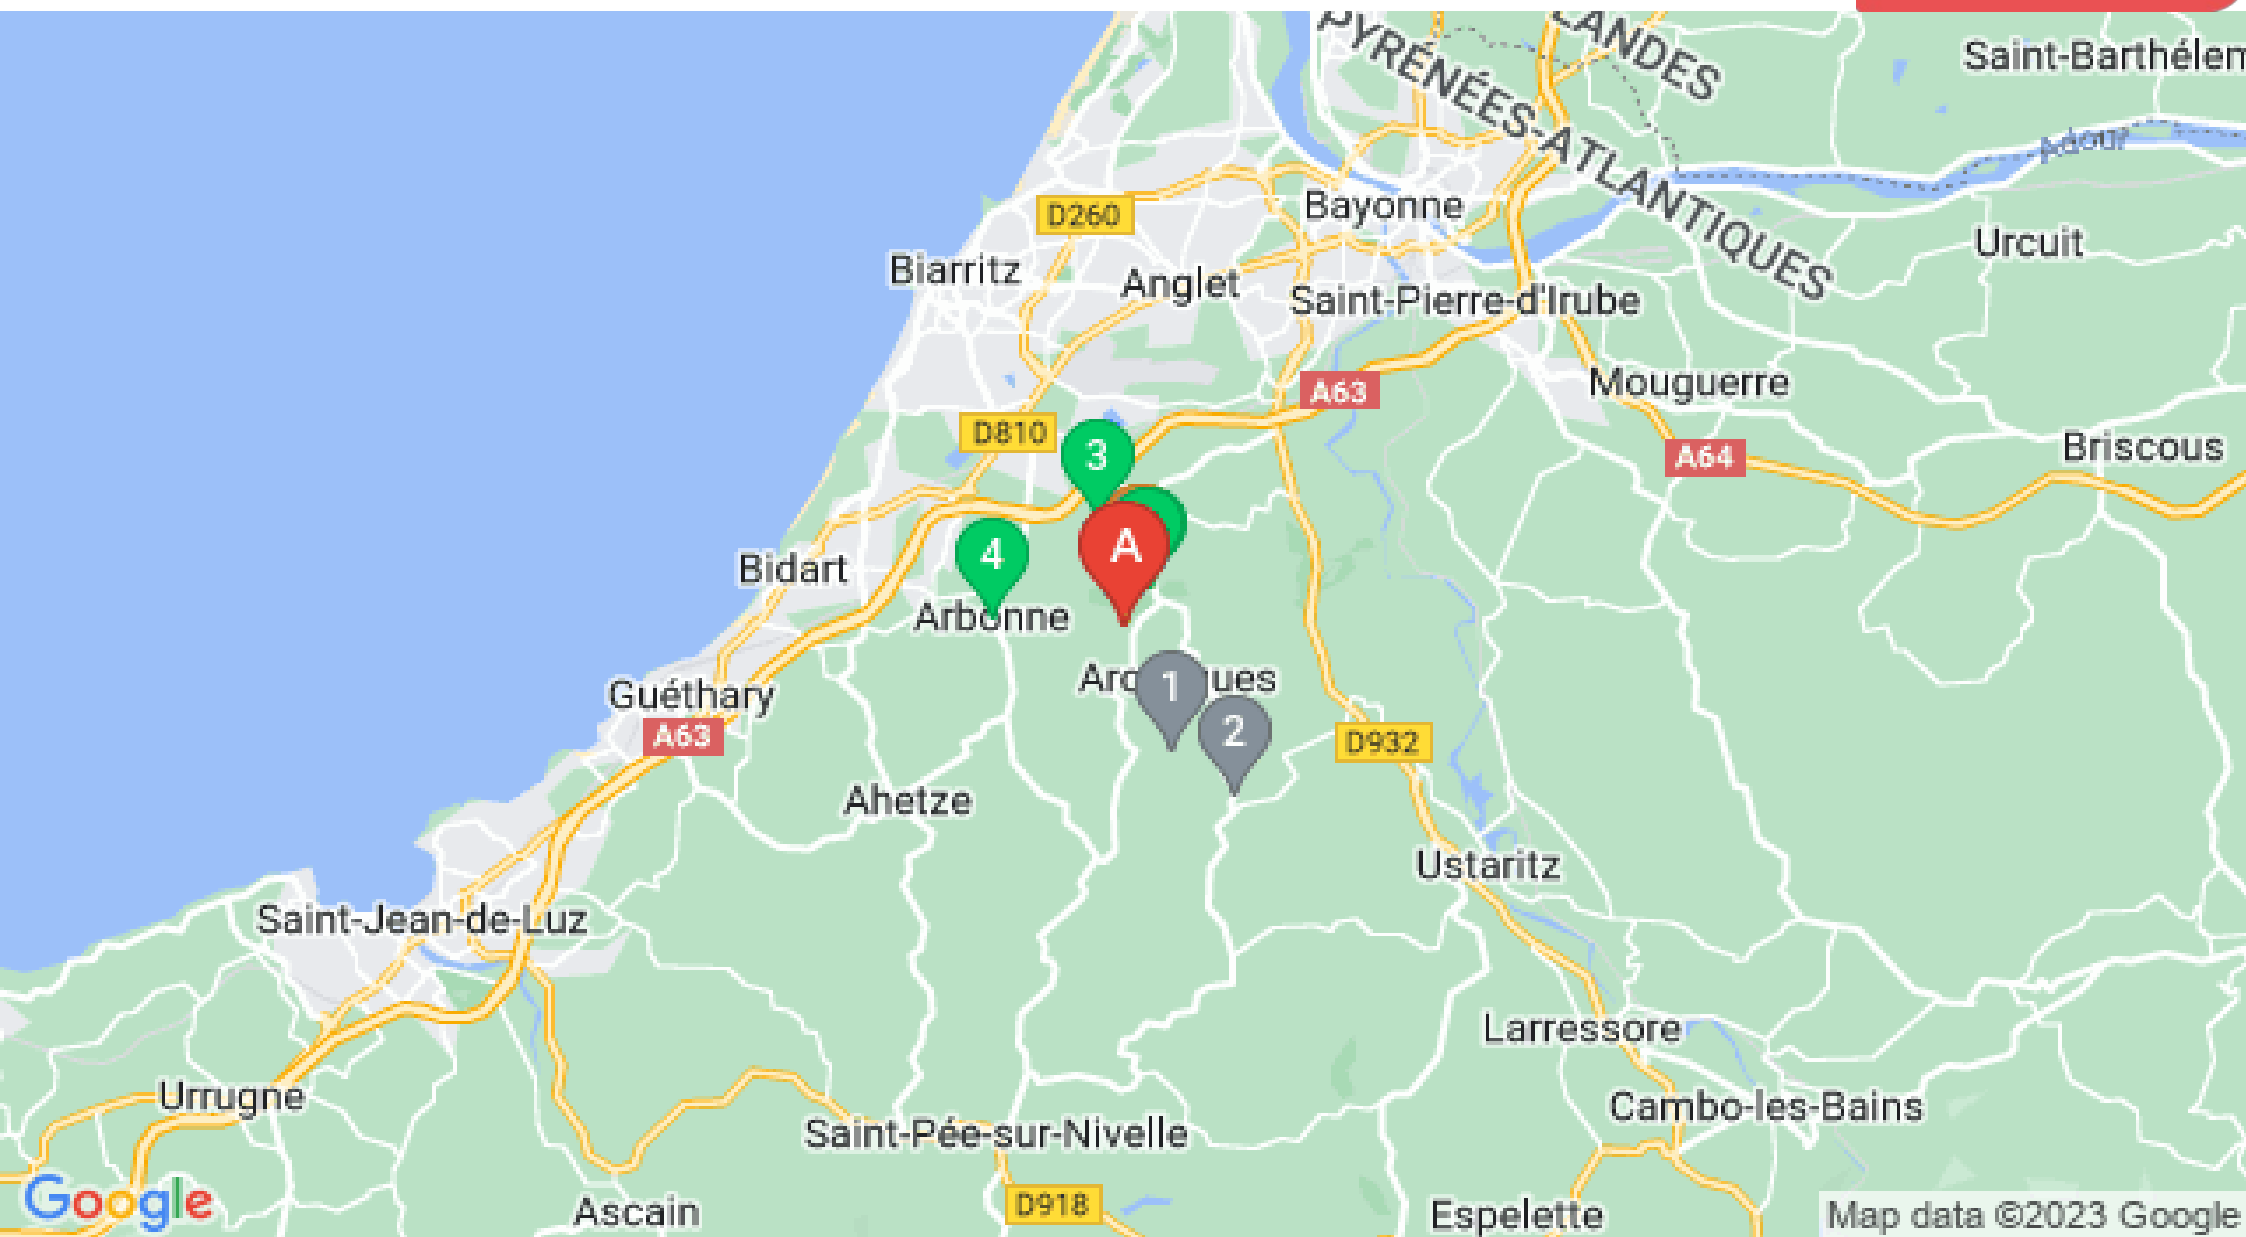 LANDES
PYRÉNÉES-ATLANTIQUES
Saint-Barthélem
Adour
D260
Bayonne
Urcuit
Biarritz
Anglet
Saint-Pierre-d'Irube
A63
Mouguerre
D810
3
A64
Briscous
4
A
Bidart
Arbonne
1
Guéthary
2
A63
D932
Ahetze
Ustaritz
Saint-Jean-de-Luz
Larressore
Urrugne
Cambo-les-Bains
Saint-Pée-sur-Nivelle
Google
Ascain
D918
Espelette
Map data ©2023 Google